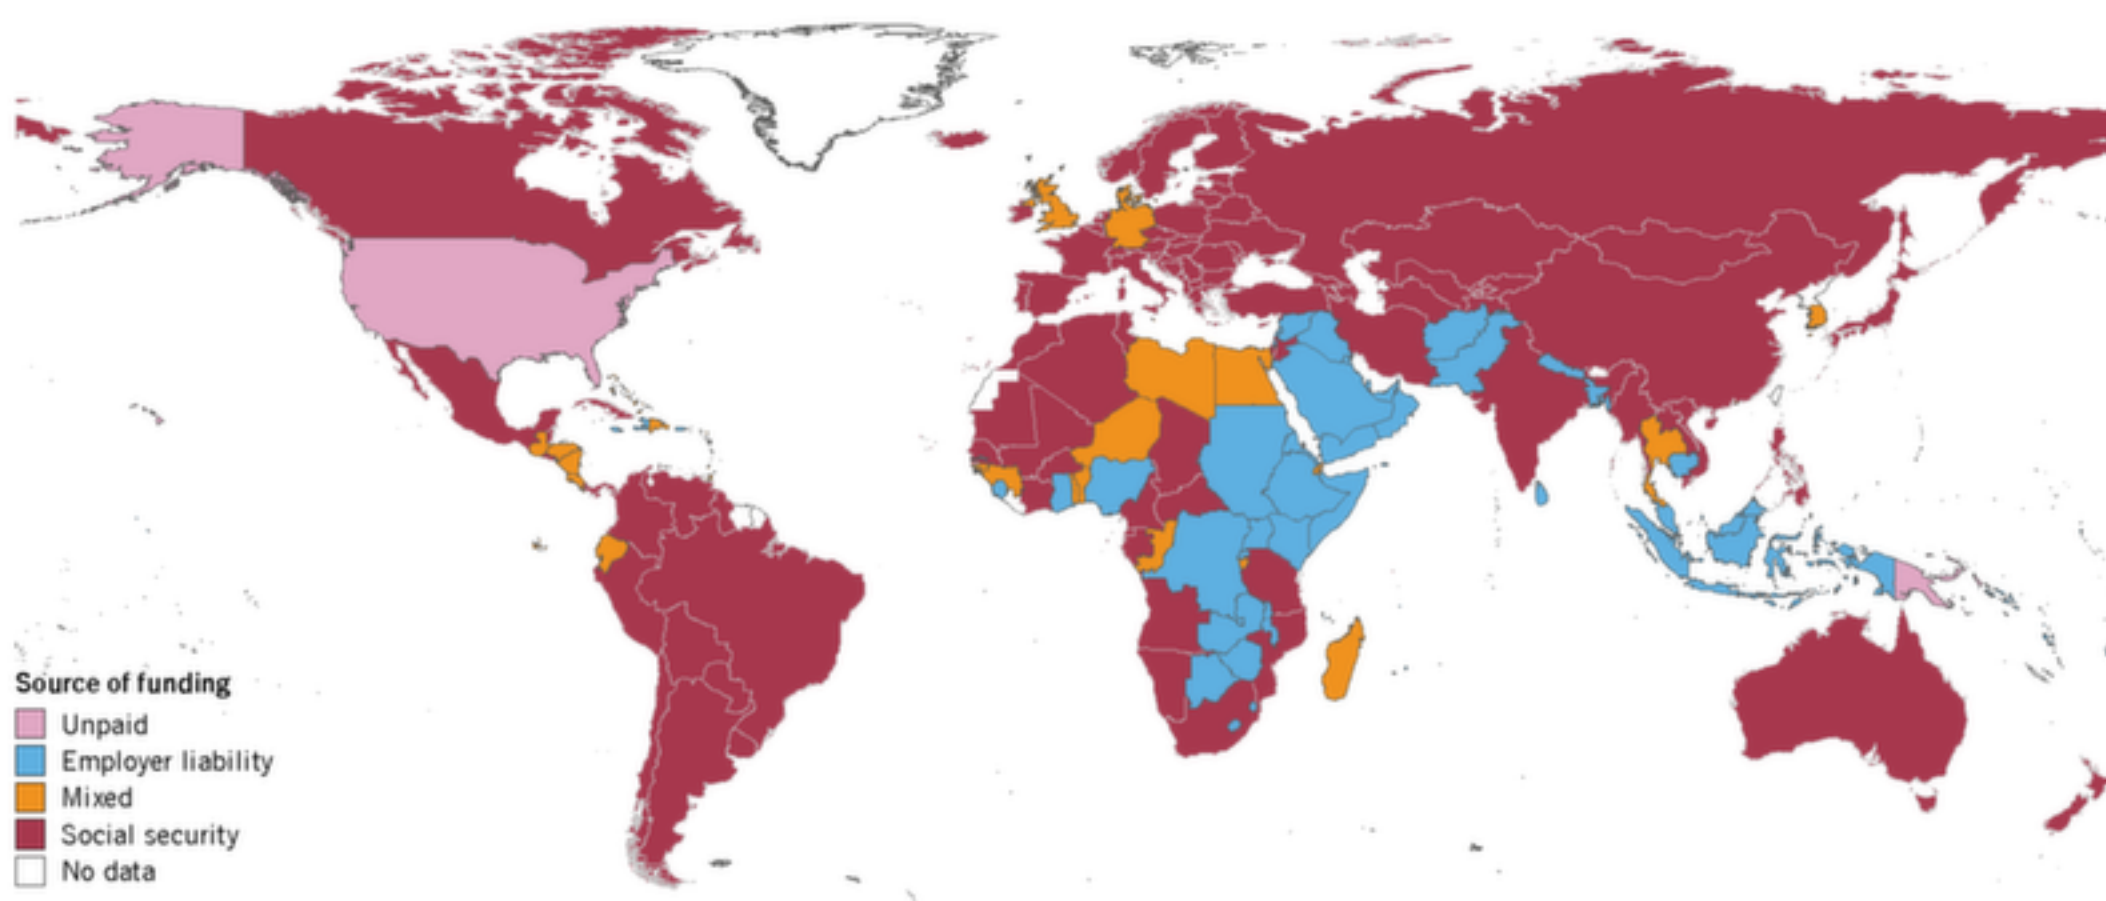 Source of funding
Unpaid
Employer liability
Mixed
Social security
No data